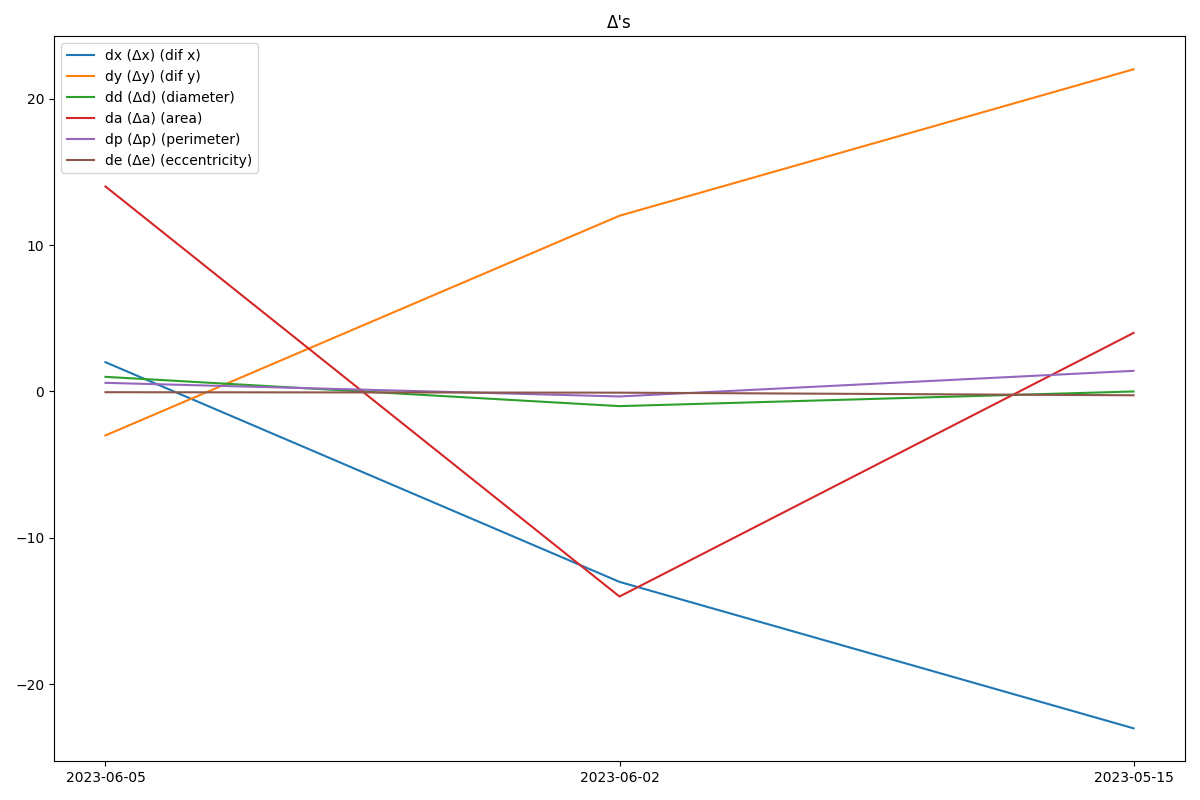 Δ's
dx (Δx) (dif x)
dy (Δy) (dif y)
dd (Δd) (diameter)
da (Δa) (area)
dp (Δp) (perimeter)
de (Δe) (eccentricity)
20
10
0
−10
−20
2023-06-05 2023-06-02 2023-05-15